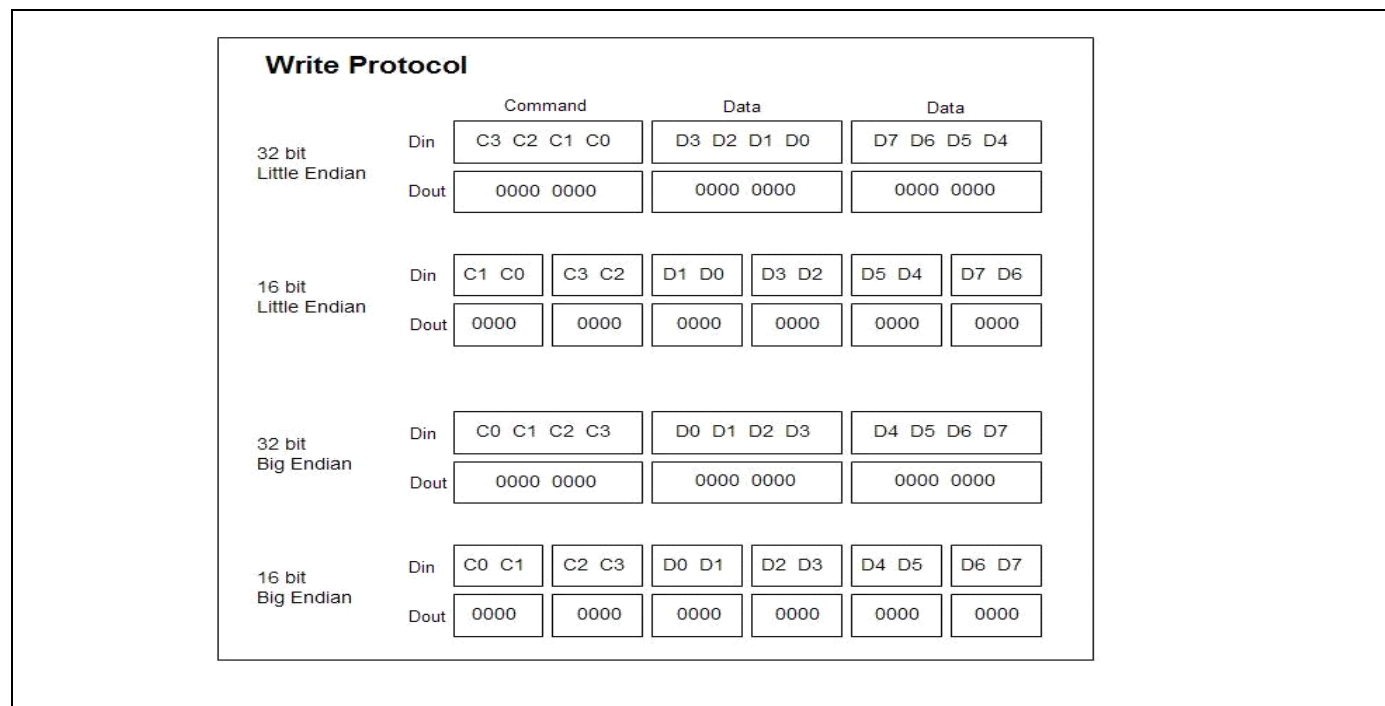 Write Protocol
Command Data Data
32 bit
Little Endian
Din C3 C2 C1 C0 D3 D2 D1 D0 D7 D6 D5 D4
Dout 0000 0000 0000 0000 0000 0000
16 bit
Little Endian
Din C1 C0 C3 C2 D1 D0 D3 D2 D5 D4 D7 D6
Dout 0000 0000 0000 0000 0000 0000
32 bit
Big Endian
Din C0 C1 C2 C3 D0 D1 D2 D3 D4 D5 D6 D7
Dout 0000 0000 0000 0000 0000 0000
16 bit
Big Endian
Din C0 C1 C2 C3 D0 D1 D2 D3 D4 D5 D6 D7
Dout 0000 0000 0000 0000 0000 0000